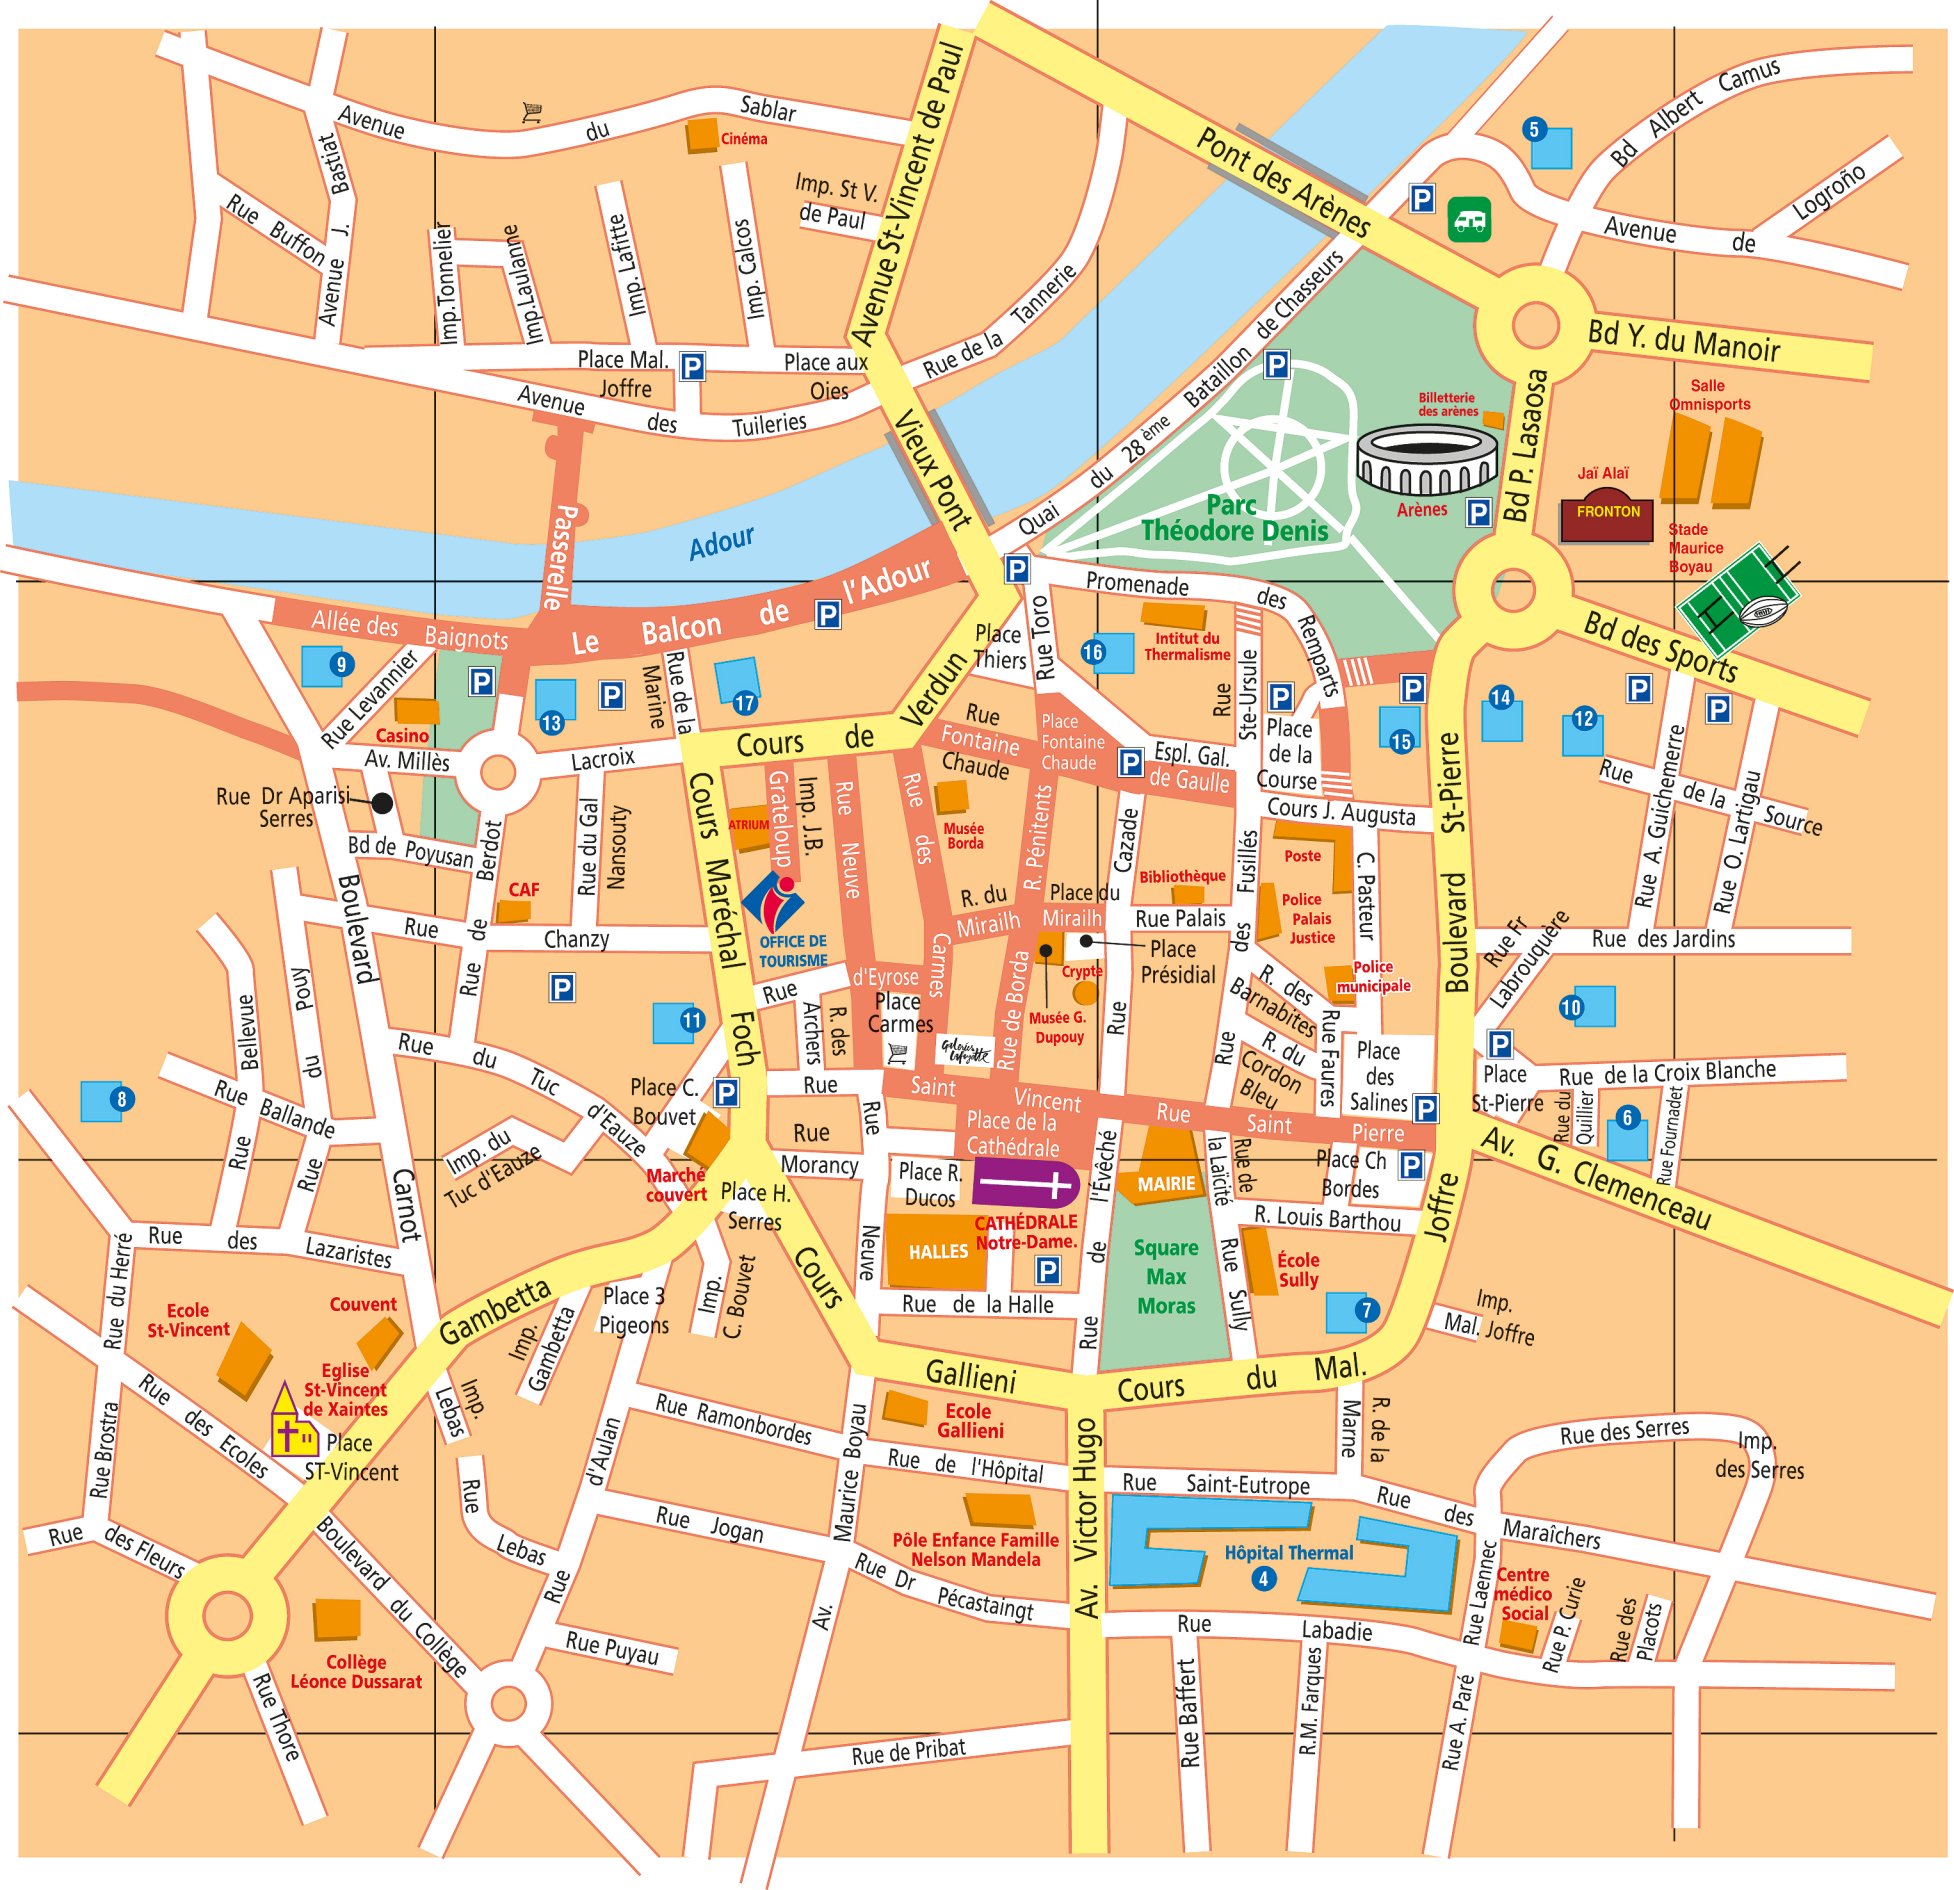 Avenue du Sablar
Cinéma
Avenue St-Vincent de Paul
Pont des Arènes
5
Bd Albert Camus
Logroño
Avenue de
P
Avenue J. Bastiat
Rue Buffon
Imp.Tonnelier
Imp.Laulanne
Imp. Lafitte
Imp. Calcos
Imp. St V.
de Paul
Rue de la Tannerie
Place Mal.
Joffre
P
Place aux
Oies
Avenue des Tuileries
Vieux Pont
Quai du 28 ème Bataillon de Chasseurs
P
Bd Y. du Manoir
Bd P. Lasaosa
Billetterie
des arènes
Arènes
P
Salle
Omnisports
Jaï Alaï
FRONTON
Stade
Maurice
Boyau
Bd des Sports
Parc
Théodore Denis
Passerelle
Adour
Allée des Baignots
Le Balcon de l'Adour
P
P
Promenade des Remparts
Place
Thiers
Rue Toro
Intitut du
Thermalisme
16
9
Rue Levannier
Casino
P
13
P
Rue de la
Marine
17
Cours de Verdun
Rue
Fontaine
Chaude
Place
Fontaine
Chaude
P
Espl. Gal.
de Gaulle
Rue
Ste-Ursule
P
Place
de la
Course
P
15
14
12
P
P
Av. Millès
Lacroix
Rue Dr Aparisi
Serres
Bd de Poyusan
Rue de Berdot
Rue du Gal
Nansouty
CAF
Cours Maréchal Foch
ATRIUM
Grateloup
Imp. J.B.
Rue Neuve
Rue des Carmes
Musée
Borda
R. Pénitents
Cazade
Cours J. Augusta
Poste
C. Pasteur
Boulevard St-Pierre
Rue de la Source
Rue A. Guichemerre
Rue O. Lartigau
OFFICE DE
TOURISME
R. du
Mirailh
Place du
Mirailh
Bibliothèque
Rue Palais
Rue des Fusillés
Police
Palais
Justice
Rue Fr
Labrouquère
Rue des Jardins
Boulevard Carnot
Rue Chanzy
P
11
Rue d'Eyrose
Place
Carmes
R. des
Archers
Galeries Lafayette
Rue de Borda
Crypte
Musée G.
Dupouy
Place
Présidial
Rue
R. des
Barnabites
Police
municipale
Rue Faures
R. du
Cordon
Bleu
Place
des
Salines
P
10
P
Place
St-Pierre
Rue de la Croix Blanche
Rue du
Quillier
6
Rue Fournadet
Rue Bellevue
Rue du Pouy
8
Rue Ballande
Rue du Tuc d'Eauze
Imp. du
Tuc d'Eauze
Place C.
Bouvet
P
Marché
couvert
Rue Saint Vincent
Place de la
Cathédrale
Rue Saint Pierre
Rue
Morancy
Rue Neuve
Place R.
Ducos
HALLES
CATHÉDRALE
Notre-Dame.
P
Rue de la Halle
Rue de l'Évêché
MAIRIE
Square
Max
Moras
Rue de
la Laïcité
Place Ch
Bordes
P
R. Louis Barthou
Rue Sully
École
Sully
7
Joffre
Av. G. Clemenceau
Imp.
Mal. Joffre
Place H.
Serres
Rue des Lazaristes
Rue du Herré
Ecole
St-Vincent
Couvent
Eglise
St-Vincent
de Xaintes
Place
ST-Vincent
Gambetta
Imp.
Gambetta
Place 3
Pigeons
Imp.
C. Bouvet
Cours Gallieni
Cours du Mal.
Imp.
Lebas
Rue Lebas
Rue d'Aulan
Rue Ramonbordes
Ecole
Gallieni
Rue de l'Hôpital
Av. Maurice Boyau
Av. Victor Hugo
Rue Saint-Eutrope
R. de la
Marne
Rue des Maraîchers
Rue des Serres
Imp.
des Serres
Rue des Ecoles
Rue Brostra
Rue des Fleurs
Boulevard du Collège
Collège
Léonce Dussarat
Rue Thore
Rue Jogan
Rue Puyau
Pôle Enfance Famille
Nelson Mandela
Rue Dr Pécastaingt
Hôpital Thermal
4
Rue Labadie
Rue Laennec
Centre
médico
Social
Rue P. Curie
Rue des
Placots
Rue Baffert
R.M. Farques
Rue A. Paré
Rue de Pribat